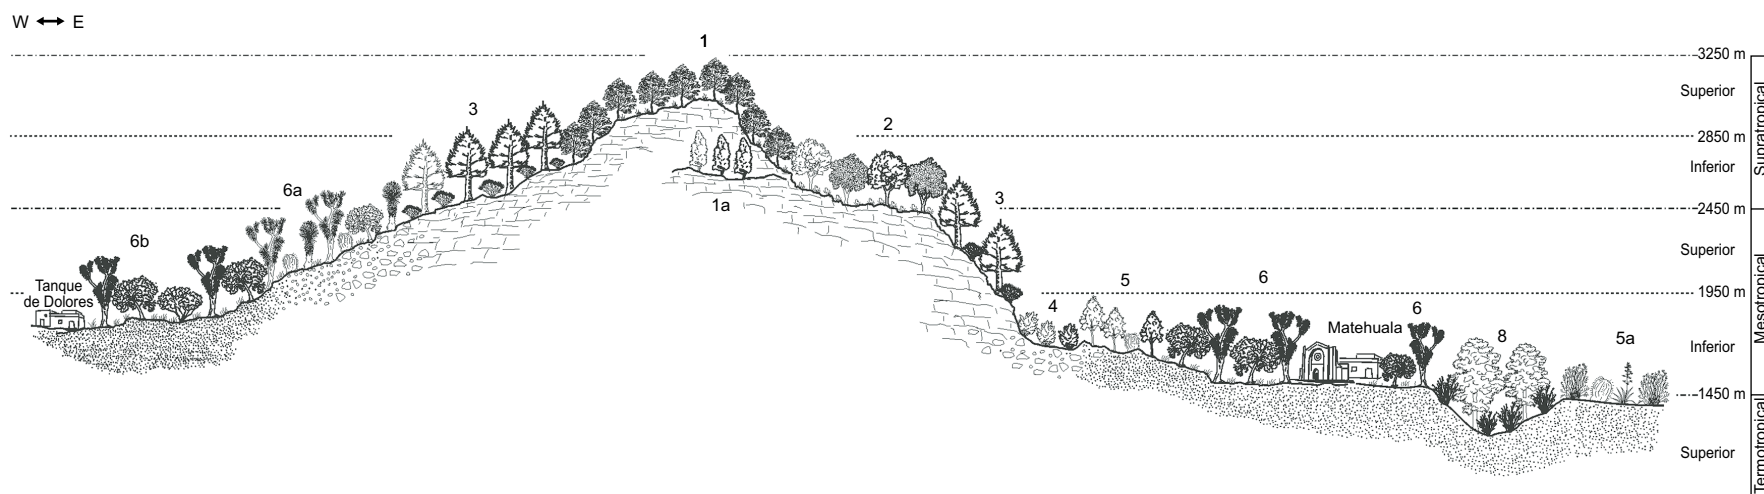 W ↔ E
1
3250 m
Superior
Supratropical
3
2
2850 m
Inferior
6a
1a
3
2450 m
6b
Superior
Mesotropical
Tanque
de Dolores
5
6
1950 m
4
Matehuala
6
8
5a
Inferior
1450 m
Superior
Termotropical